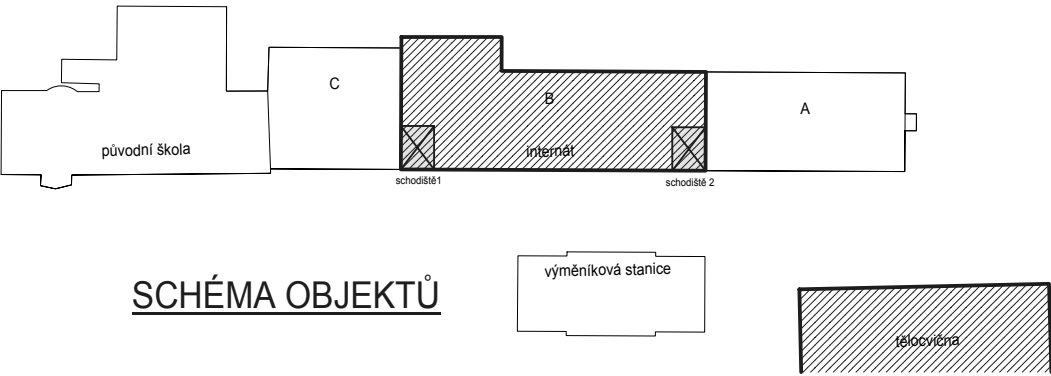 C
B
A
původní škola
internát
schodiště1
schodiště 2
výměníková stanice
SCHÉMA OBJEKTŮ
tělocvična